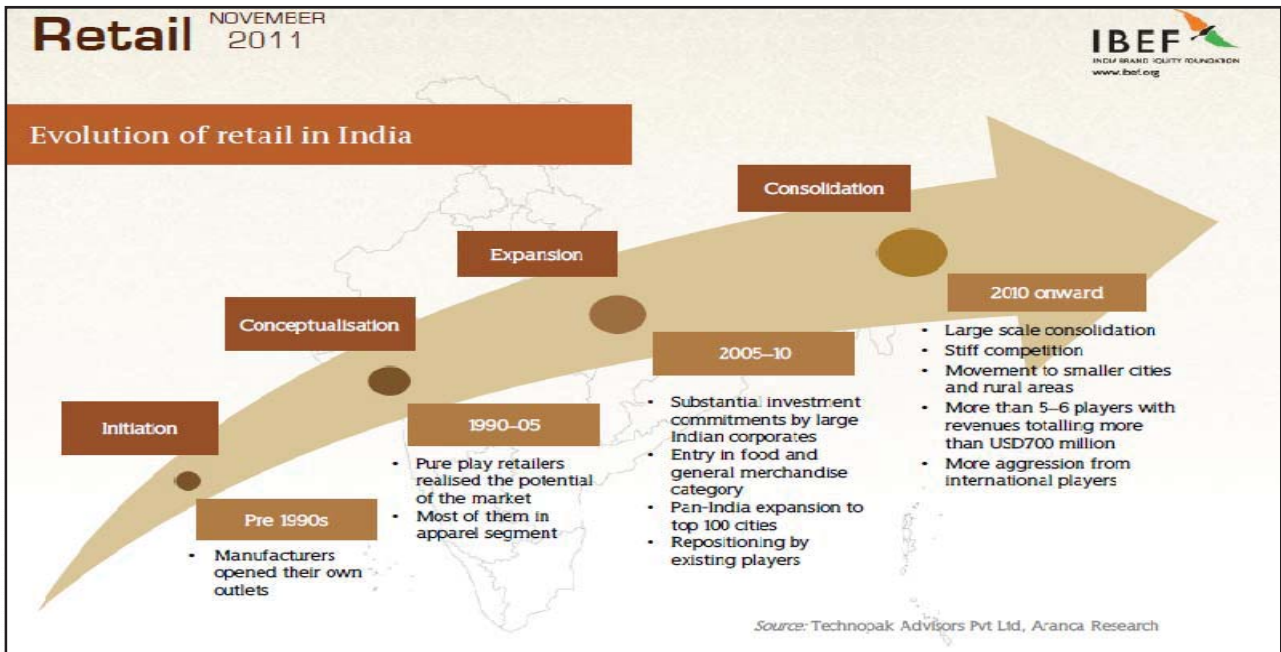 Retail
NOVEMBER
2011
IBEF
INDIA BRAND EQUITY FOUNDATION
www.ibef.org
Evolution of retail in India
Initiation
Pre 1990s
• Manufacturers
opened their own
outlets
Conceptualisation
1990–05
• Pure play retailers
realised the potential
of the market
• Most of them in
apparel segment
Expansion
2005–10
• Substantial investment
commitments by large
Indian corporates
• Entry in food and
general merchandise
category
• Pan-India expansion to
top 100 cities
• Repositioning by
existing players
Consolidation
2010 onward
• Large scale consolidation
• Stiff competition
• Movement to smaller cities
and rural areas
• More than 5–6 players with
revenues totalling more
than USD700 million
• More aggression from
international players
Source: Technopak Advisors Pvt Ltd, Aranca Research